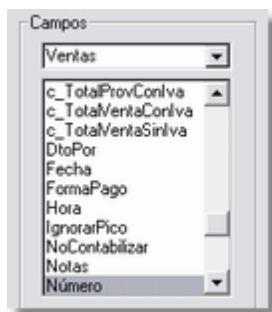 Campos
Ventas
c_TotalProvConIva
c_TotalVentaConIva
c_TotalVentaSinIva
DtoPor
Fecha
FormaPago
Hora
IgnorarPico
NoContabilizar
Notas
Número